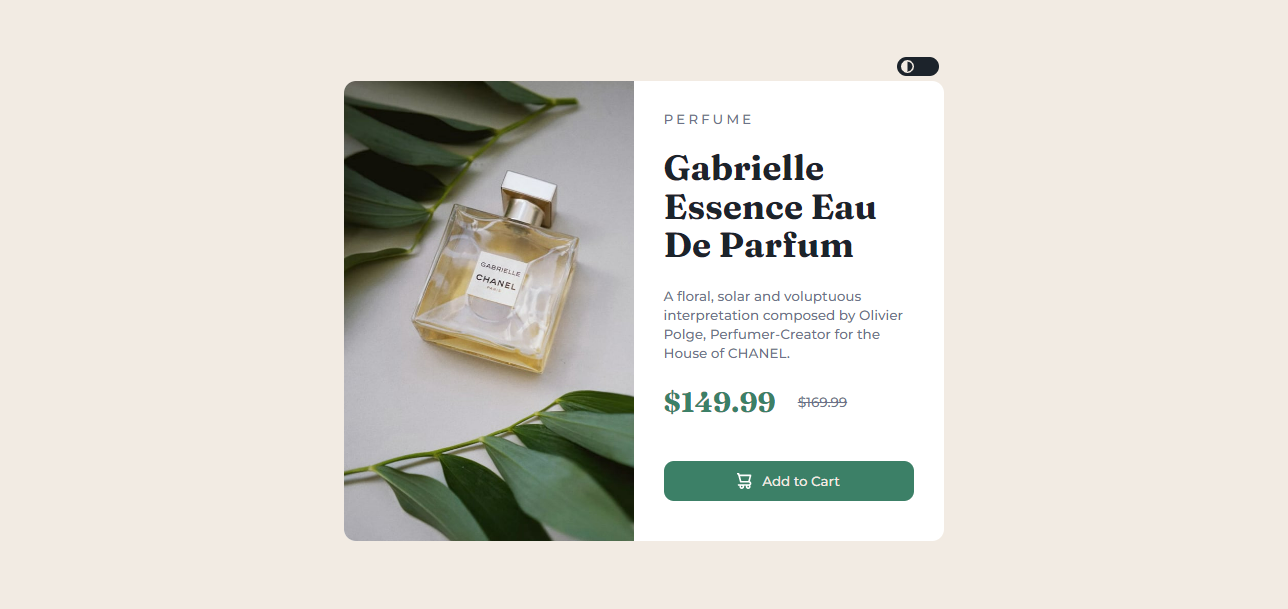 PERFUME
Gabrielle
Essence Eau
De Parfum
A floral, solar and voluptuous
interpretation composed by Olivier
Polge, Perfumer-Creator for the
House of CHANEL.
$149.99 $169.99
Add to Cart
GABRIELLE
CHANEL
PARIS